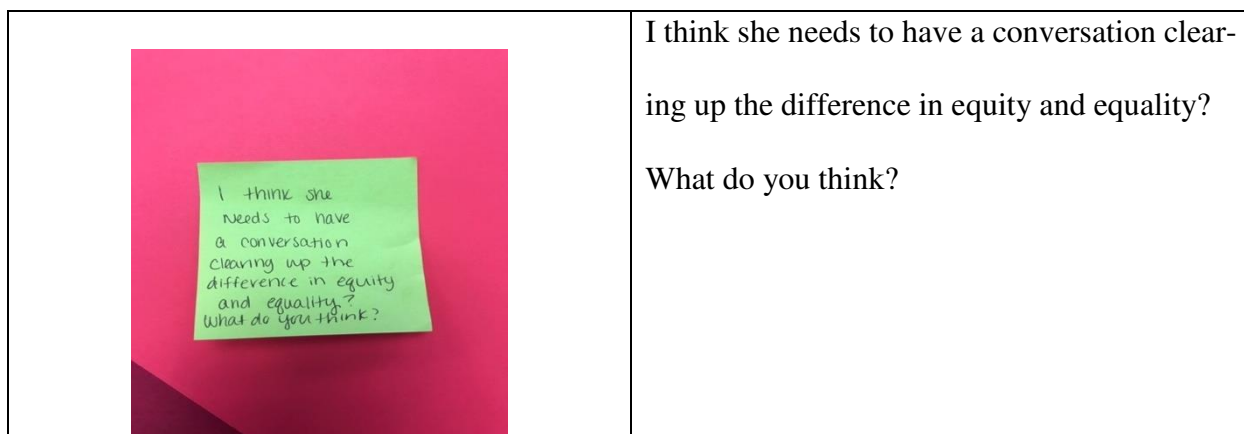 I think she
needs to have
a conversation
clearing up the
difference in equity
and equality?
What do you think?
I think she needs to have a conversation clear-
ing up the difference in equity and equality?
What do you think?